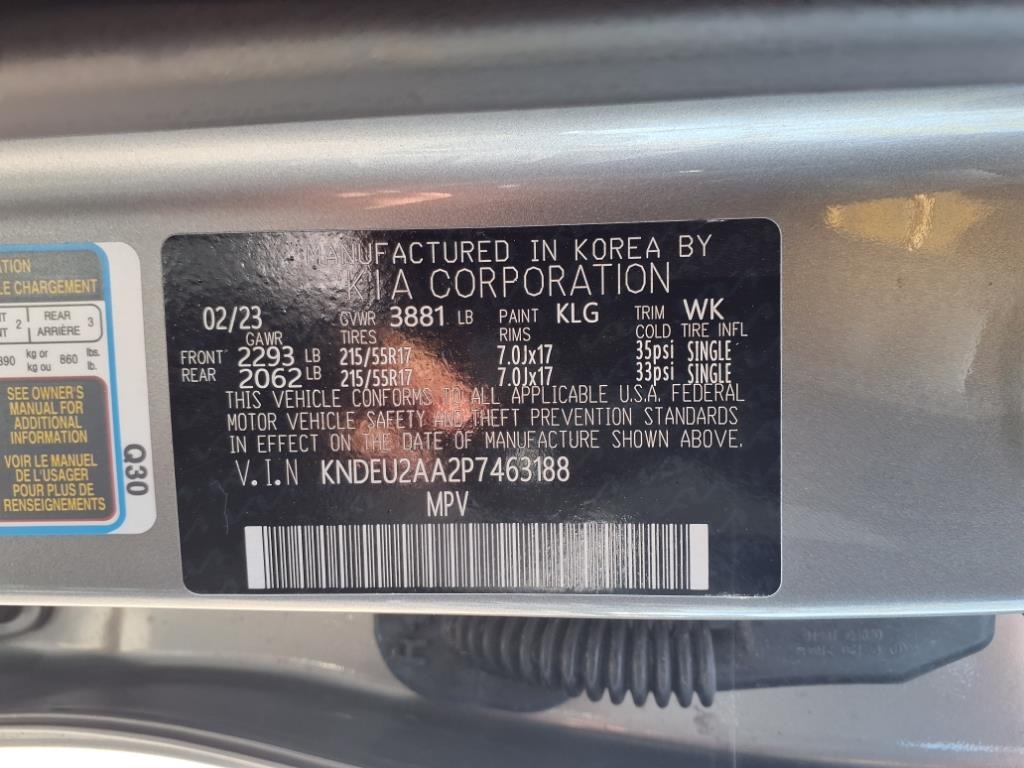 MANUFACTURED IN KOREA BY
KIA CORPORATION
02/23 GVWR 3881 LB PAINT KLG TRIM WK
GAWR TIRES RIMS COLD TIRE INFL
FRONT 2293 LB 215/55R17 7.0Jx17 35psi SINGLE
REAR 2062 LB 215/55R17 7.0Jx17 33psi SINGLE
THIS VEHICLE CONFORMS TO ALL APPLICABLE U.S.A. FEDERAL
MOTOR VEHICLE SAFETY AND THEFT PREVENTION STANDARDS
IN EFFECT ON THE DATE OF MANUFACTURE SHOWN ABOVE.
V.I.N KNDEU2AA2P7463188
MPV
CHARGEMENT
2 REAR 3
ARRIÈRE
kg or 860 lbs.
kg ou lb.
SEE OWNER'S
MANUAL FOR
ADDITIONAL
INFORMATION
VOIR LE MANUEL
DE L'USAGER
POUR PLUS DE
RENSEIGNEMENTS
Q30